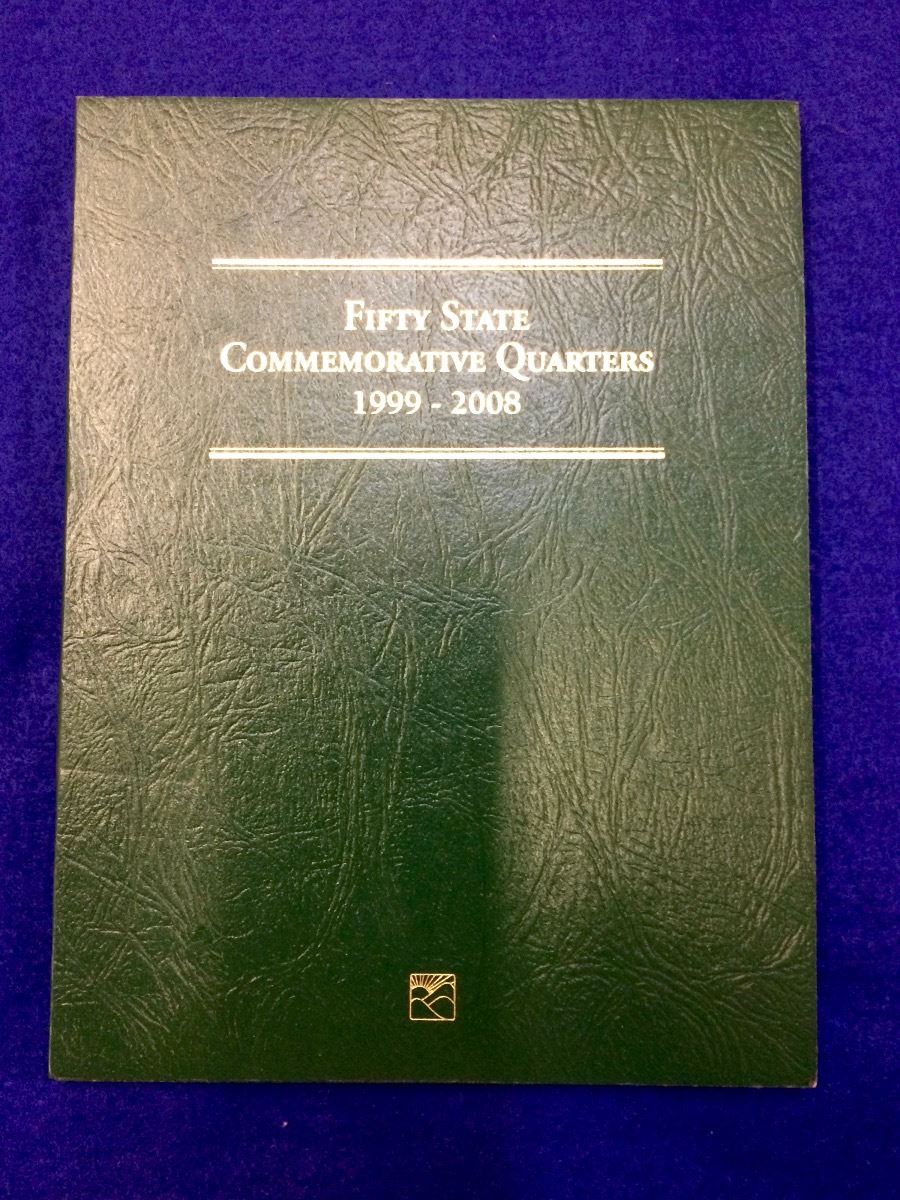 Fifty State
Commemorative Quarters
1999 - 2008